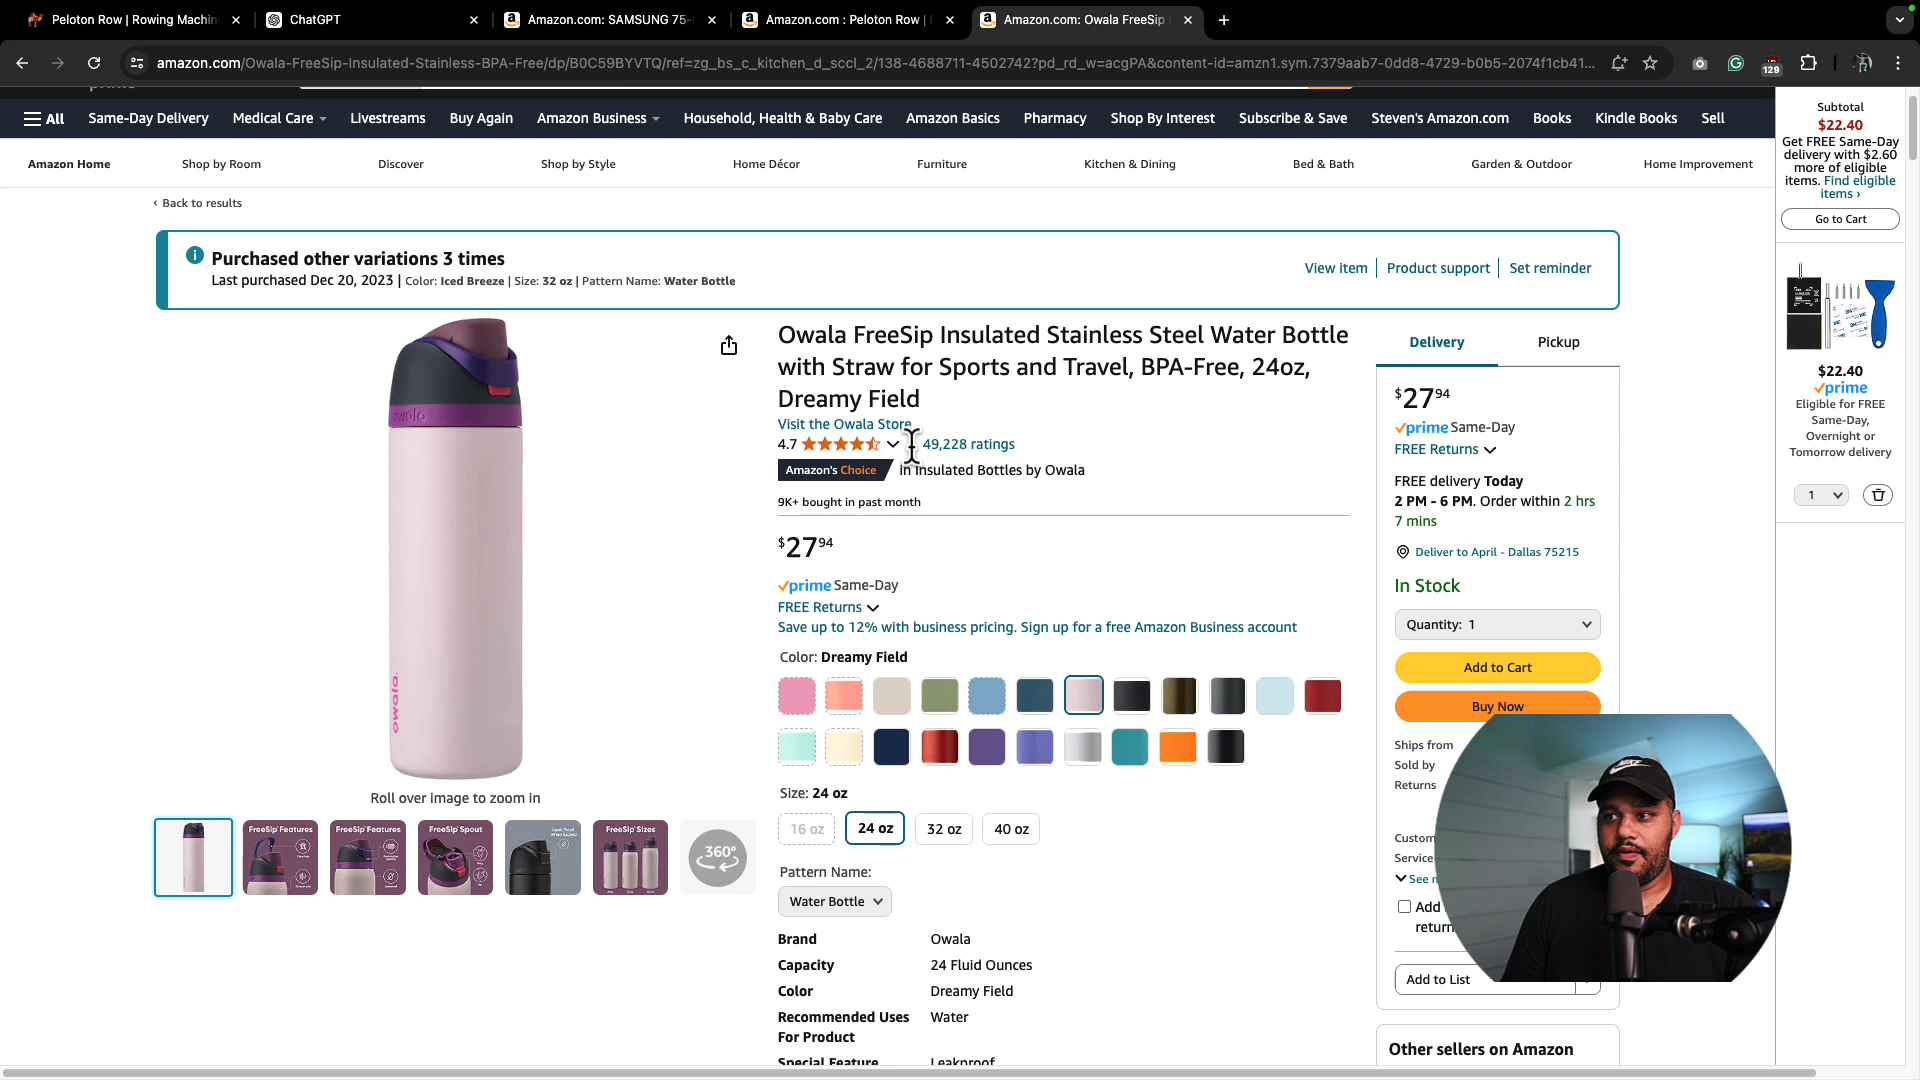 Peloton Row | Rowing Machin
ChatGPT
Amazon.com: SAMSUNG 75-
Amazon.com : Peloton Row |
Amazon.com: Owala FreeSip
amazon.com/Owala-FreeSip-Insulated-Stainless-BPA-Free/dp/B0C59BYVTQ/ref=zg_bs_c_kitchen_d_sccl_2/138-4688711-4502742?pd_rd_w=acgPA&content-id=amzn1.sym.7379aab7-0dd8-4729-b0b5-2074f1cb41...
129
All
Same-Day Delivery
Medical Care
Livestreams
Buy Again
Amazon Business
Household, Health & Baby Care
Amazon Basics
Pharmacy
Shop By Interest
Subscribe & Save
Steven's Amazon.com
Books
Kindle Books
Sell
Amazon Home
Shop by Room
Discover
Shop by Style
Home Décor
Furniture
Kitchen & Dining
Bed & Bath
Garden & Outdoor
Home Improvement
‹ Back to results
Purchased other variations 3 times
Last purchased Dec 20, 2023 | Color: Iced Breeze | Size: 32 oz | Pattern Name: Water Bottle
View item
Product support
Set reminder
owala
owala.
Roll over image to zoom in
FreeSip Features
FreeSip Features
FreeSip Spout
Leak Proof
when locked
FreeSip Sizes
360°
Owala FreeSip Insulated Stainless Steel Water Bottle
with Straw for Sports and Travel, BPA-Free, 24oz,
Dreamy Field
Visit the Owala Store
4.7
49,228 ratings
Amazon's Choice
in Insulated Bottles by Owala
9K+ bought in past month
$27 94
prime Same-Day
FREE Returns
Save up to 12% with business pricing. Sign up for a free Amazon Business account
Color: Dreamy Field
Size: 24 oz
16 oz
24 oz
32 oz
40 oz
Pattern Name:
Water Bottle
Brand Owala
Capacity 24 Fluid Ounces
Color Dreamy Field
Recommended Uses Water
For Product
Special Feature Leakproof
Delivery
Pickup
$27 94
prime Same-Day
FREE Returns
FREE delivery Today
2 PM - 6 PM. Order within 2 hrs
7 mins
Deliver to April - Dallas 75215
In Stock
Quantity: 1
Add to Cart
Buy Now
Ships from
Sold by
Returns
Custom
Service
See
Add
return
Add to List
Other sellers on Amazon
Subtotal
$22.40
Get FREE Same-Day
delivery with $2.60
more of eligible
items. Find eligible
items ›
Go to Cart
$22.40
prime
Eligible for FREE
Same-Day,
Overnight or
Tomorrow delivery
1